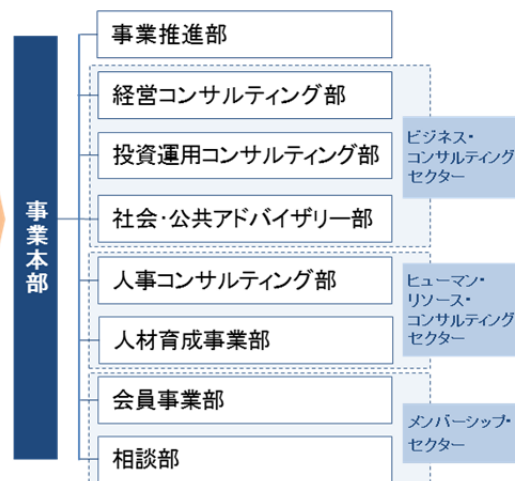 事業本部
事業推進部
経営コンサルティング部
投資運用コンサルティング部
社会・公共アドバイザリー部
ビジネス・
コンサルティング
セクター
人事コンサルティング部
人材育成事業部
ヒューマン・
リソース・
コンサルティング
セクター
会員事業部
相談部
メンバーシップ・
セクター